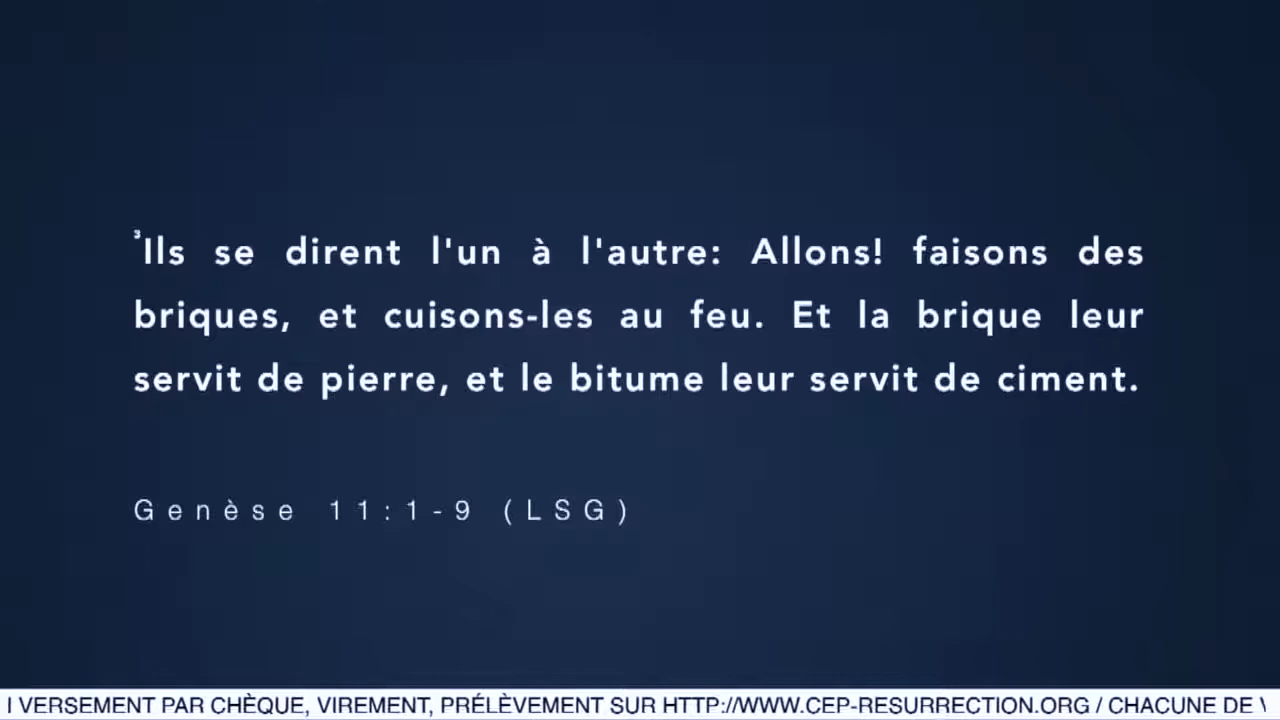 ³Ils se dirent l'un à l'autre: Allons! faisons des
briques, et cuisons-les au feu. Et la brique leur
servit de pierre, et le bitume leur servit de ciment.
Genèse 11:1-9 (LSG)
VERSEMENT PAR CHÈQUE, VIREMENT, PRÉLÈVEMENT SUR HTTP://WWW.CEP-RESURRECTION.ORG / CHACUNE DE